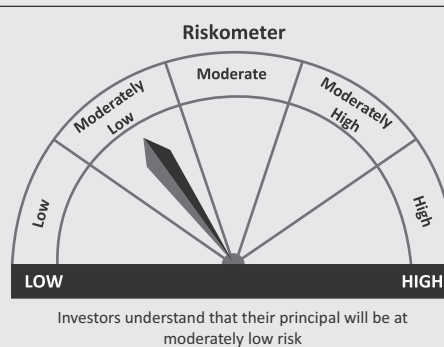 Riskometer
Moderate
Moderately
Low
Moderately
High
Low
High
LOW
HIGH
Investors understand that their principal will be at
moderately low risk